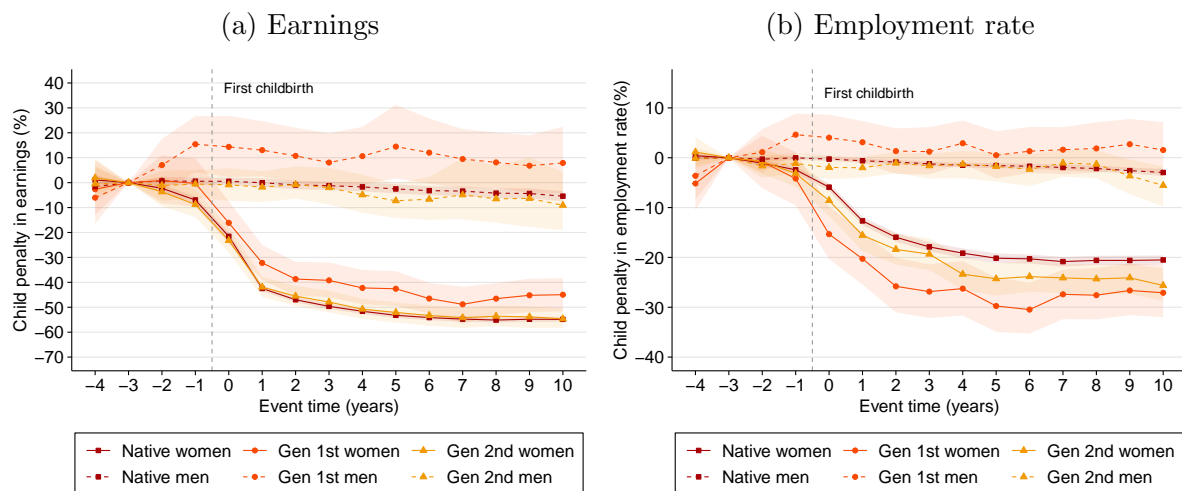 (a) Earnings
(b) Employment rate
Child penalty in earnings (%)
40
30
20
10
0
−10
−20
−30
−40
−50
−60
−70
First childbirth
−4 −3 −2 −1 0 1 2 3 4 5 6 7 8 9 10
Event time (years)
Native women Gen 1st women Gen 2nd women
Native men Gen 1st men Gen 2nd men
Child penalty in employment rate(%)
10
0
−10
−20
−30
−40
First childbirth
−4 −3 −2 −1 0 1 2 3 4 5 6 7 8 9 10
Event time (years)
Native women Gen 1st women Gen 2nd women
Native men Gen 1st men Gen 2nd men